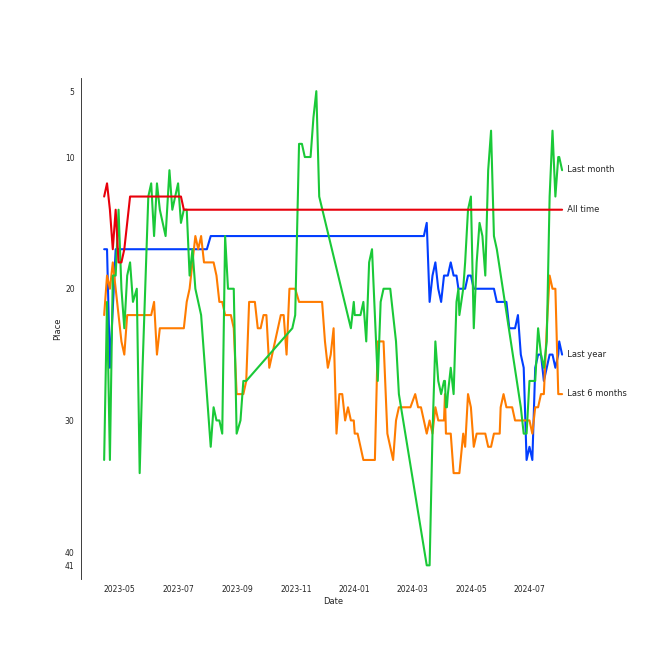 5
10
20
30
40
41
Place
2023-05
2023-07
2023-09
2023-11
2024-01
2024-03
2024-05
2024-07
Date
Last month
All time
Last year
Last 6 months